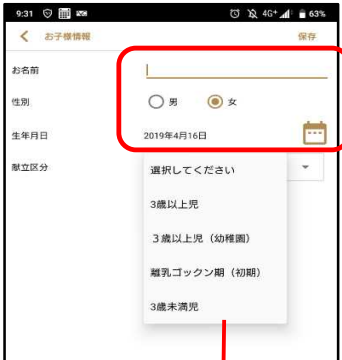 9:31 4G+ 63%
お子様情報 保存
お名前
性別 男 女
生年月日 2019年4月16日
献立区分
選択してください
3歳以上児
３歳以上児（幼稚園）
離乳ゴックン期（初期）
3歳未満児